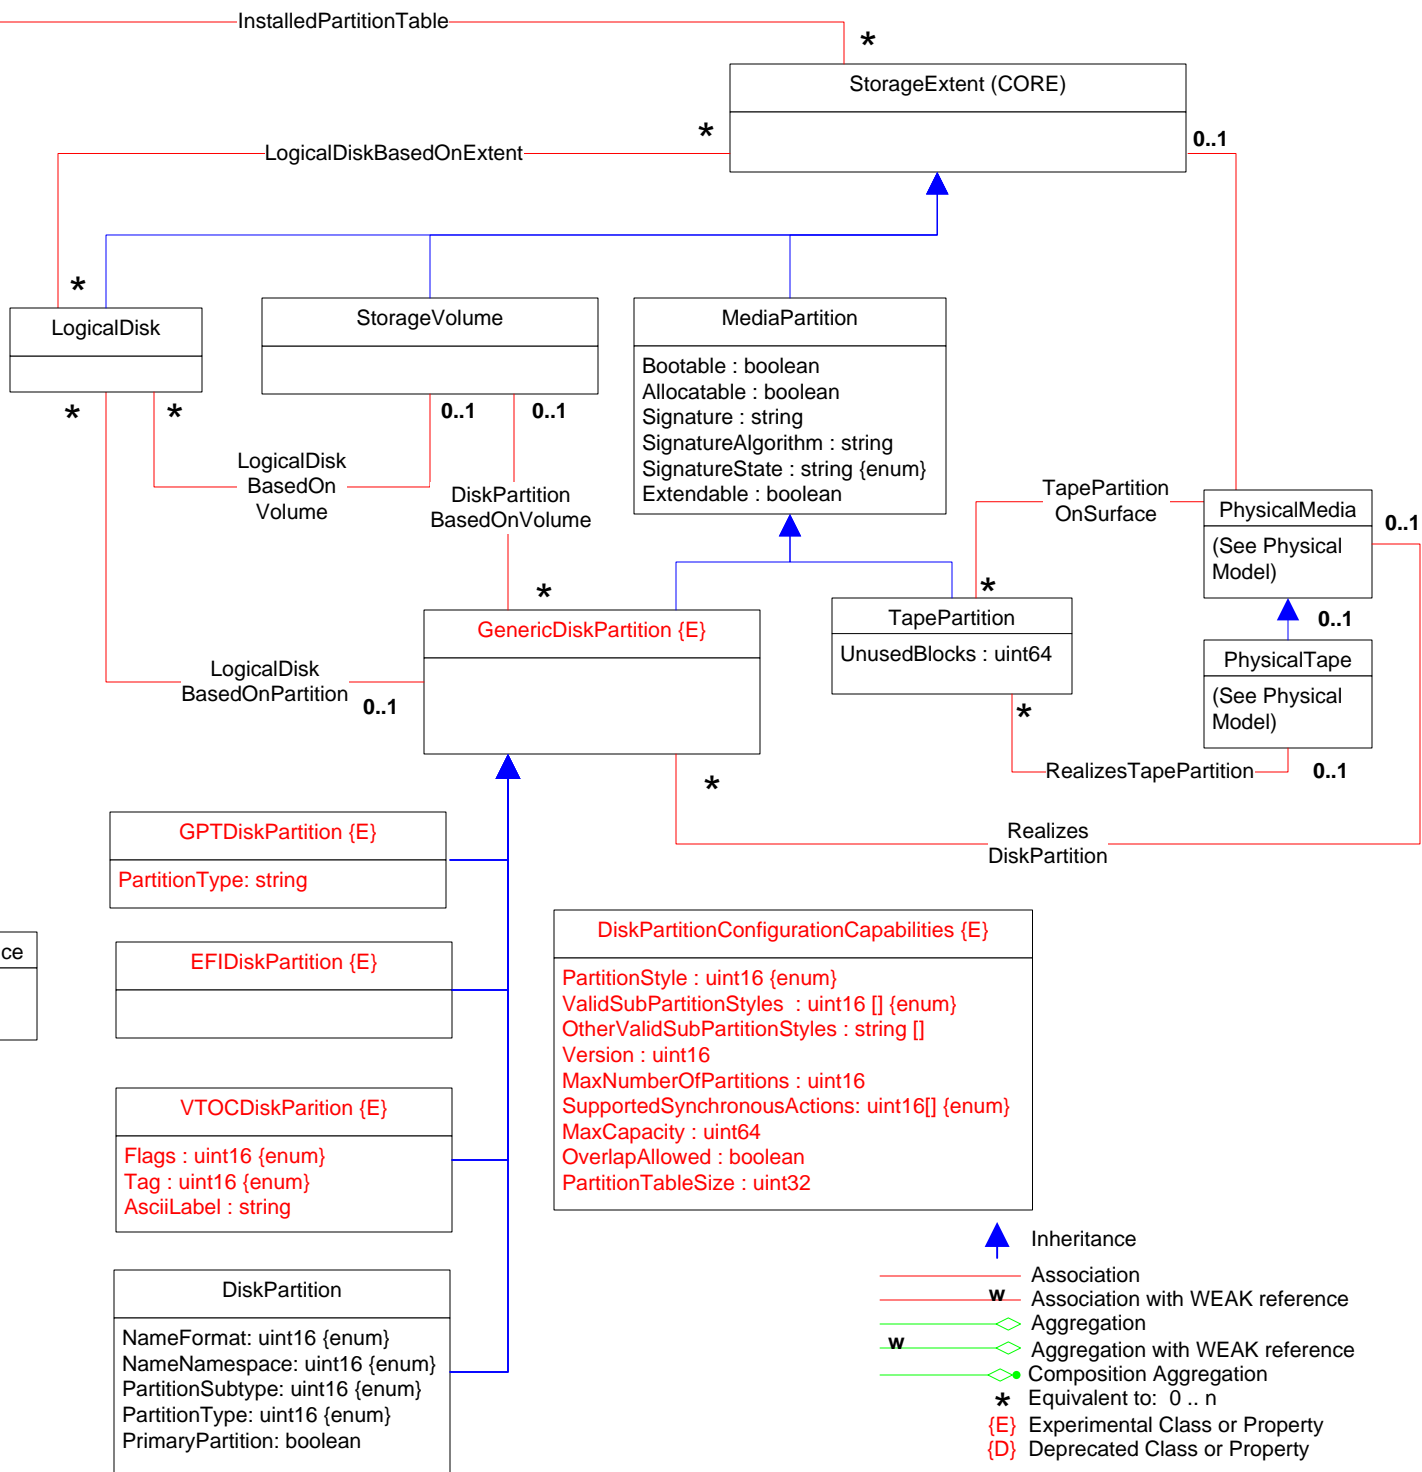 InstalledPartitionTable
*
StorageExtent (CORE)
*
0..1
LogicalDiskBasedOnExtent
*
LogicalDisk
StorageVolume
MediaPartition
Bootable : boolean
Allocatable : boolean
Signature : string
SignatureAlgorithm : string
SignatureState : string {enum}
Extendable : boolean
*
*
0..1
0..1
LogicalDisk
BasedOn
Volume
DiskPartition
BasedOnVolume
TapePartition
OnSurface
PhysicalMedia
(See Physical
Model)
0..1
*
*
0..1
GenericDiskPartition {E}
TapePartition
UnusedBlocks : uint64
PhysicalTape
(See Physical
Model)
LogicalDisk
BasedOnPartition
0..1
*
*
RealizesTapePartition
0..1
Realizes
DiskPartition
GPTDiskPartition {E}
PartitionType: string
ce
EFIDiskPartition {E}
DiskPartitionConfigurationCapabilities {E}
PartitionStyle : uint16 {enum}
ValidSubPartitionStyles : uint16 [] {enum}
OtherValidSubPartitionStyles : string []
Version : uint16
MaxNumberOfPartitions : uint16
SupportedSynchronousActions: uint16[] {enum}
MaxCapacity : uint64
OverlapAllowed : boolean
PartitionTableSize : uint32
VTOCDiskParition {E}
Flags : uint16 {enum}
Tag : uint16 {enum}
AsciiLabel : string
DiskPartition
NameFormat: uint16 {enum}
NameNamespace: uint16 {enum}
PartitionSubtype: uint16 {enum}
PartitionType: uint16 {enum}
PrimaryPartition: boolean
Inheritance
Association
w Association with WEAK reference
Aggregation
w Aggregation with WEAK reference
Composition Aggregation
* Equivalent to: 0 .. n
{E} Experimental Class or Property
{D} Deprecated Class or Property